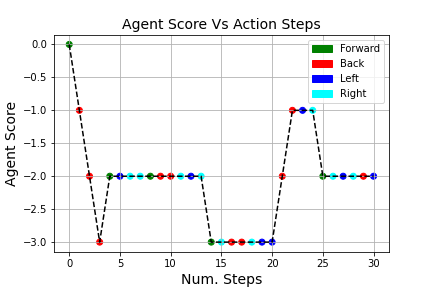 Agent Score Vs Action Steps
Agent Score
0.0
−0.5
−1.0
−1.5
−2.0
−2.5
−3.0
Forward
Back
Left
Right
0 5 10 15 20 25 30
Num. Steps